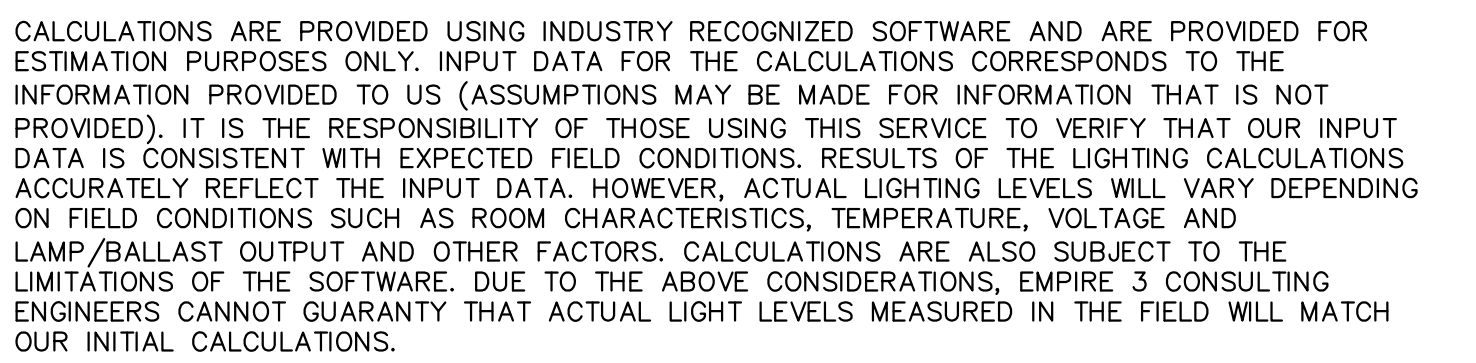 CALCULATIONS ARE PROVIDED USING INDUSTRY RECOGNIZED SOFTWARE AND ARE PROVIDED FOR
ESTIMATION PURPOSES ONLY. INPUT DATA FOR THE CALCULATIONS CORRESPONDS TO THE
INFORMATION PROVIDED TO US (ASSUMPTIONS MAY BE MADE FOR INFORMATION THAT IS NOT
PROVIDED). IT IS THE RESPONSIBILITY OF THOSE USING THIS SERVICE TO VERIFY THAT OUR INPUT
DATA IS CONSISTENT WITH EXPECTED FIELD CONDITIONS. RESULTS OF THE LIGHTING CALCULATIONS
ACCURATELY REFLECT THE INPUT DATA. HOWEVER, ACTUAL LIGHTING LEVELS WILL VARY DEPENDING
ON FIELD CONDITIONS SUCH AS ROOM CHARACTERISTICS, TEMPERATURE, VOLTAGE AND
LAMP/BALLAST OUTPUT AND OTHER FACTORS. CALCULATIONS ARE ALSO SUBJECT TO THE
LIMITATIONS OF THE SOFTWARE. DUE TO THE ABOVE CONSIDERATIONS, EMPIRE 3 CONSULTING
ENGINEERS CANNOT GUARANTY THAT ACTUAL LIGHT LEVELS MEASURED IN THE FIELD WILL MATCH
OUR INITIAL CALCULATIONS.